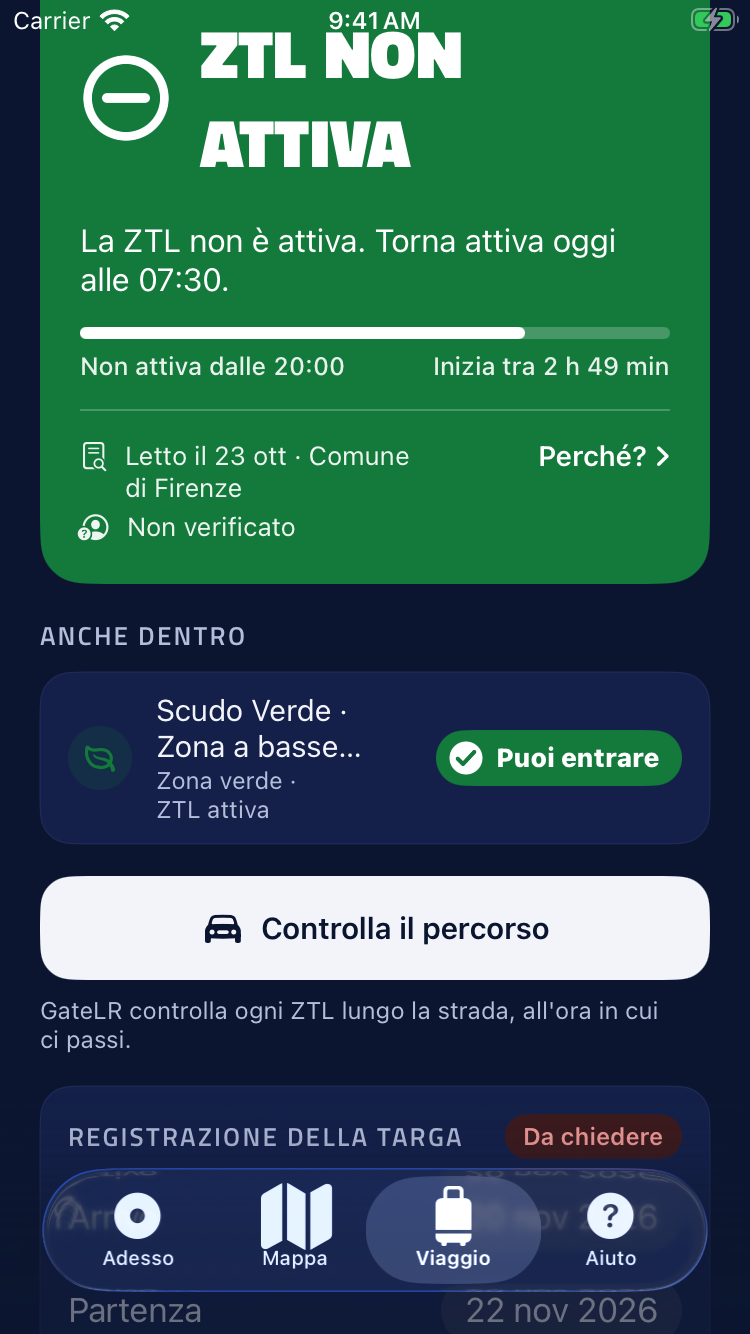 Carrier 9:41 AM
ZTL NON
ATTIVA
La ZTL non è attiva. Torna attiva oggi
alle 07:30.
Non attiva dalle 20:00 Inizia tra 2 h 49 min
Letto il 23 ott · Comune
di Firenze
Perché?
Non verificato
ANCHE DENTRO
Scudo Verde ·
Zona a basse...
Zona verde ·
ZTL attiva
Puoi entrare
Controlla il percorso
GateLR controlla ogni ZTL lungo la strada, all'ora in cui
ci passi.
REGISTRAZIONE DELLA TARGA Da chiedere
Adesso Mappa Viaggio Aiuto
Partenza 22 nov 2026